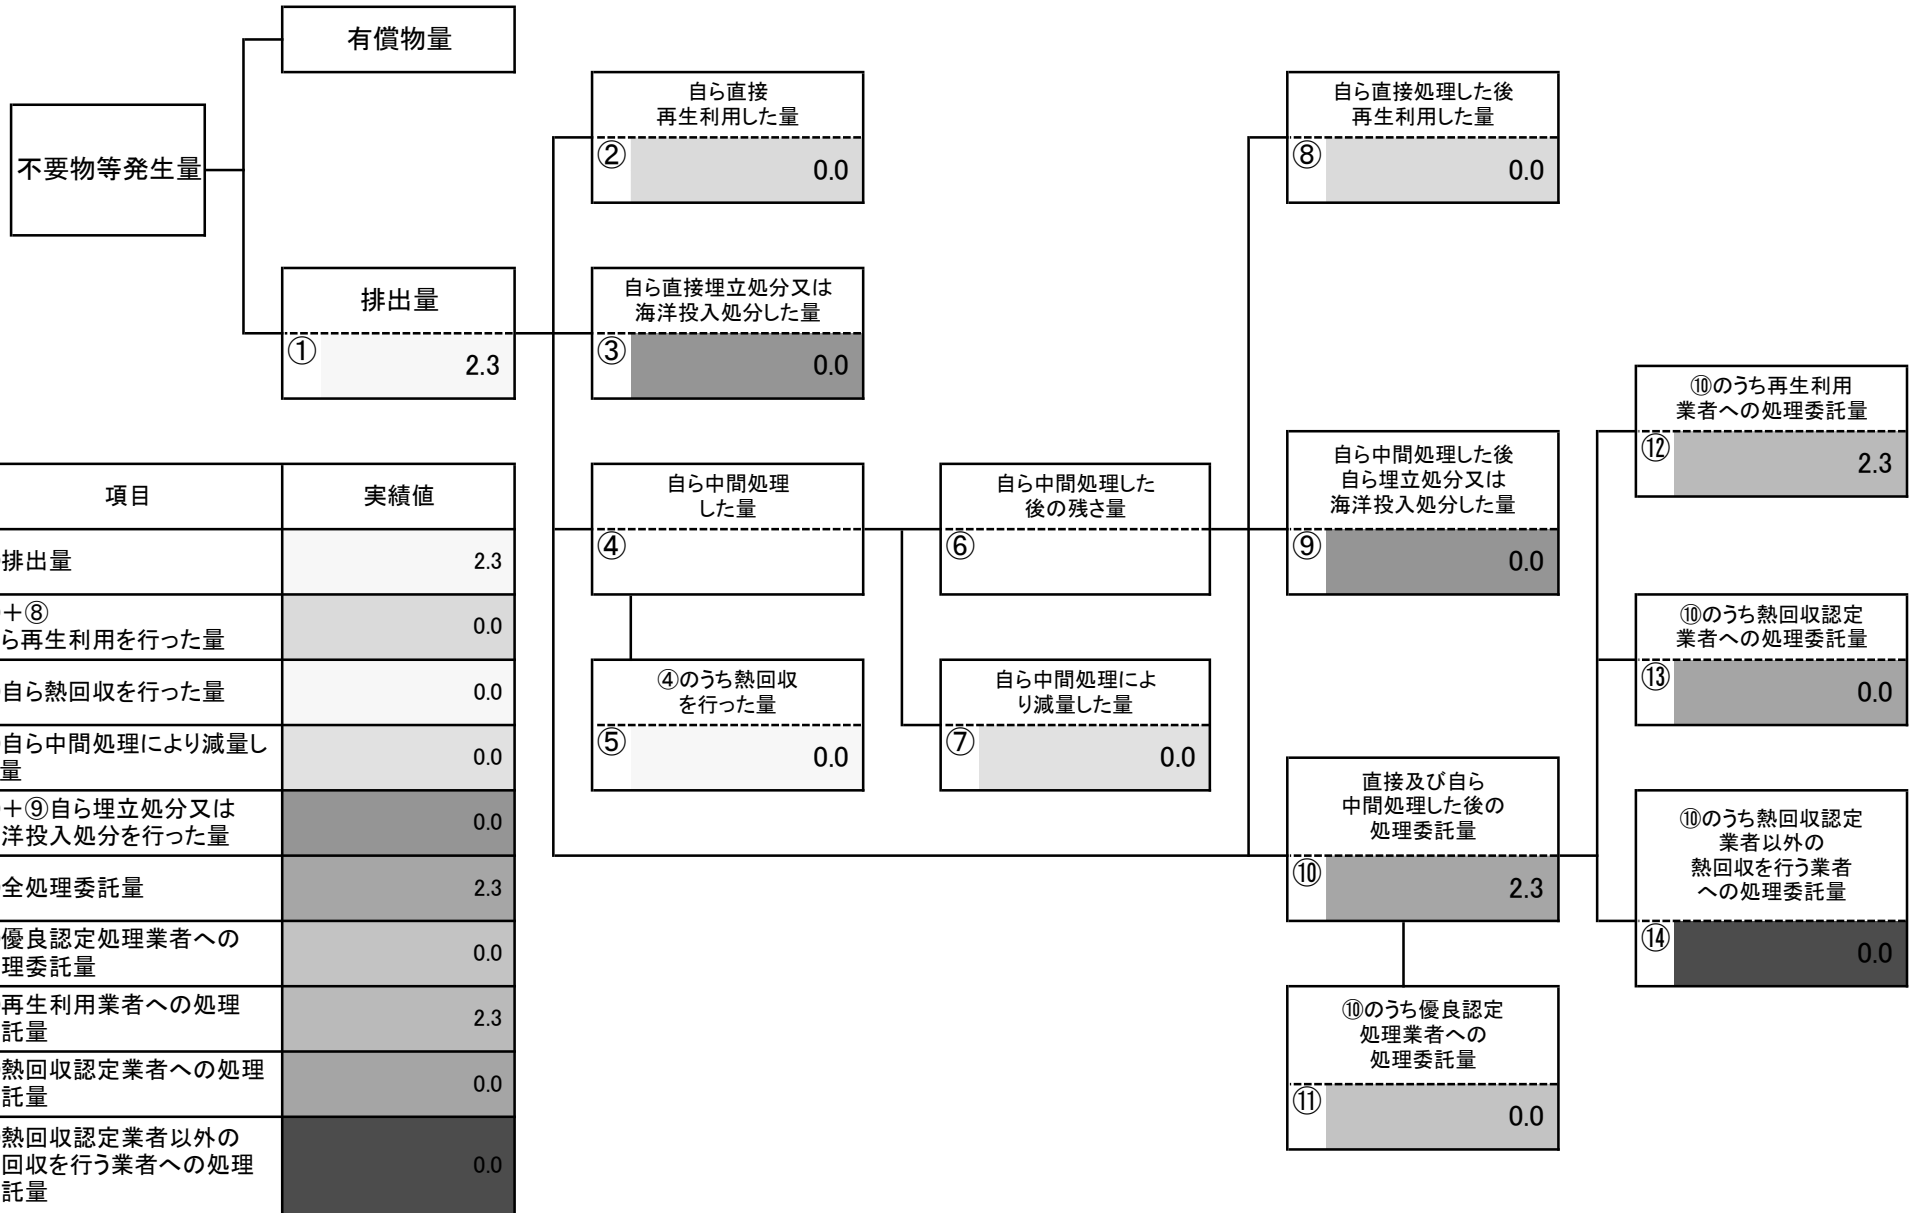 有償物量
不要物等発生量
排出量
①
2.3
自ら直接
再生利用した量
②
0.0
自ら直接埋立処分又は
海洋投入処分した量
③
0.0
自ら中間処理
した量
④
④のうち熱回収
を行った量
⑤
0.0
自ら中間処理した
後の残さ量
⑥
自ら中間処理によ
り減量した量
⑦
0.0
自ら直接処理した後
再生利用した量
⑧
0.0
自ら中間処理した後
自ら埋立処分又は
海洋投入処分した量
⑨
0.0
直接及び自ら
中間処理した後の
処理委託量
⑩
2.3
⑩のうち優良認定
処理業者への
処理委託量
⑪
0.0
⑩のうち再生利用
業者への処理委託量
⑫
2.3
⑩のうち熱回収認定
業者への処理委託量
⑬
0.0
⑩のうち熱回収認定
業者以外の
熱回収を行う業者
への処理委託量
⑭
0.0
項目 実績値
排出量 2.3
+⑧
ら再生利用を行った量 0.0
自ら熱回収を行った量 0.0
自ら中間処理により減量し
量 0.0
+⑨自ら埋立処分又は
洋投入処分を行った量 0.0
全処理委託量 2.3
優良認定処理業者への
理委託量 0.0
再生利用業者への処理
託量 2.3
熱回収認定業者への処理
託量 0.0
熱回収認定業者以外の
回収を行う業者への処理
託量 0.0